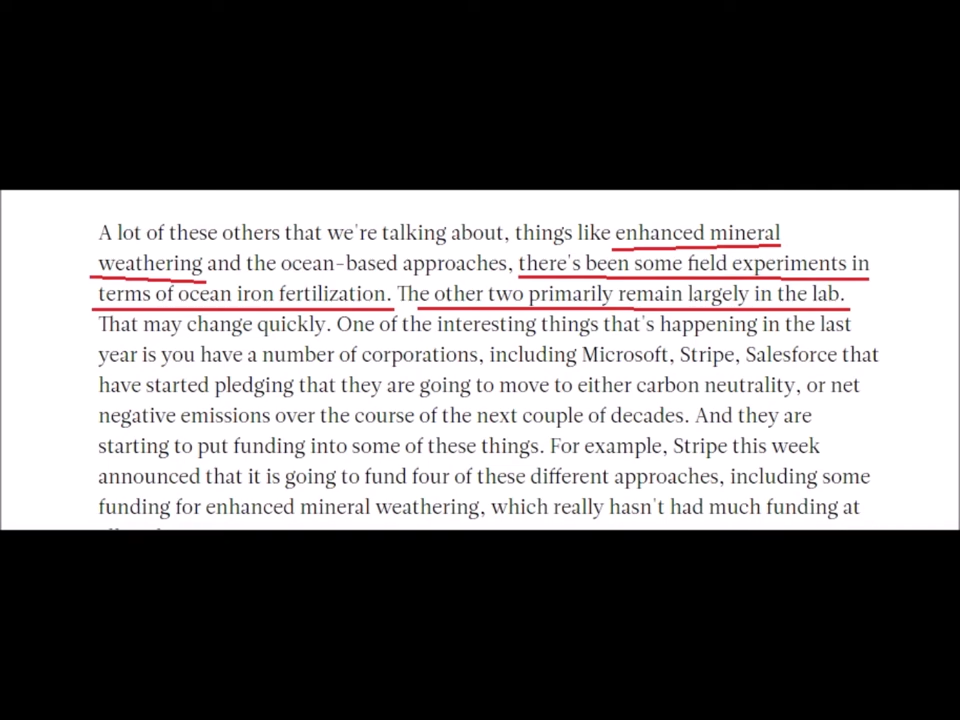 A lot of these others that we're talking about, things like enhanced mineral
weathering and the ocean-based approaches, there's been some field experiments in
terms of ocean iron fertilization. The other two primarily remain largely in the lab.
That may change quickly. One of the interesting things that's happening in the last
year is you have a number of corporations, including Microsoft, Stripe, Salesforce that
have started pledging that they are going to move to either carbon neutrality, or net
negative emissions over the course of the next couple of decades. And they are
starting to put funding into some of these things. For example, Stripe this week
announced that it is going to fund four of these different approaches, including some
funding for enhanced mineral weathering, which really hasn't had much funding at